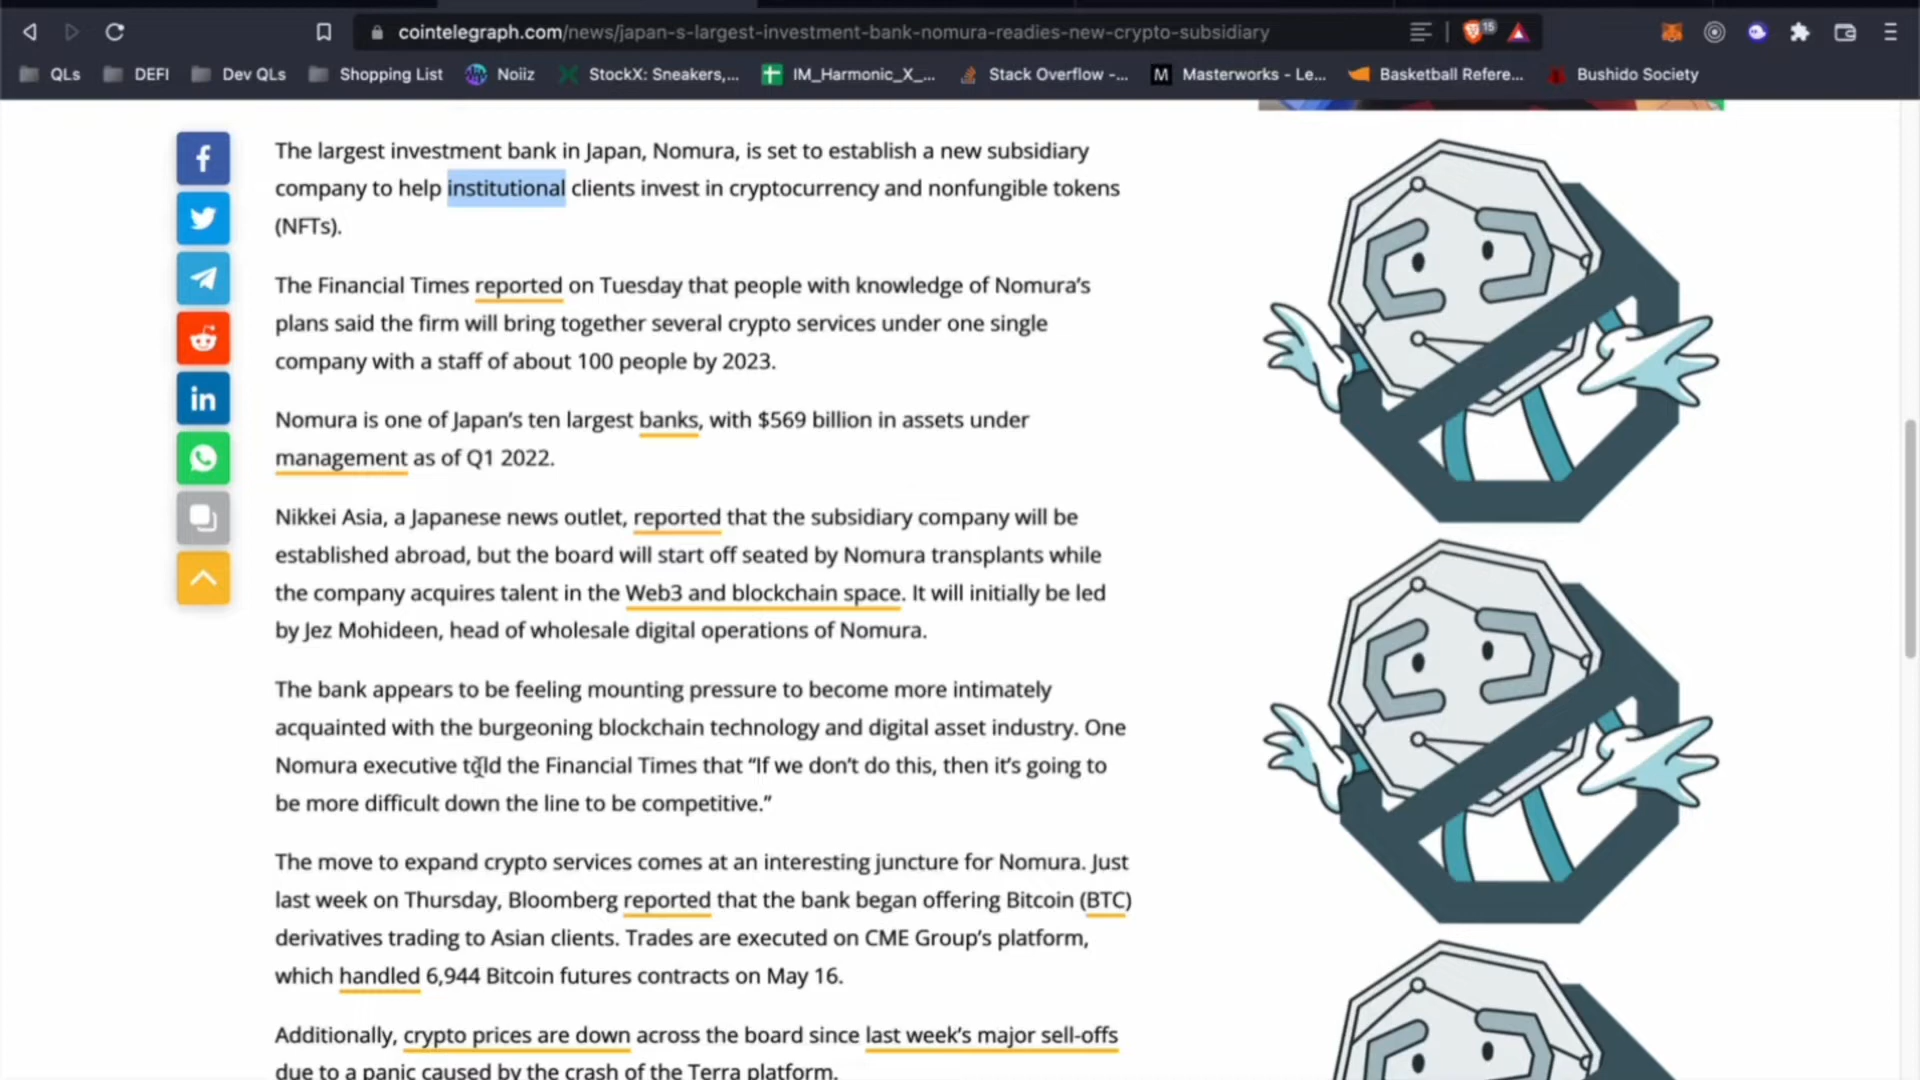 cointelegraph.com/news/japan-s-largest-investment-bank-nomura-readies-new-crypto-subsidiary
15
QLs DEFI Dev QLs Shopping List Noiiz StockX: Sneakers,... IM_Harmonic_X_... Stack Overflow -... M Masterworks - Le... Basketball Refere... Bushido Society
The largest investment bank in Japan, Nomura, is set to establish a new subsidiary
company to help institutional clients invest in cryptocurrency and nonfungible tokens
(NFTs).
The Financial Times reported on Tuesday that people with knowledge of Nomura's
plans said the firm will bring together several crypto services under one single
company with a staff of about 100 people by 2023.
Nomura is one of Japan's ten largest banks, with $569 billion in assets under
management as of Q1 2022.
Nikkei Asia, a Japanese news outlet, reported that the subsidiary company will be
established abroad, but the board will start off seated by Nomura transplants while
the company acquires talent in the Web3 and blockchain space. It will initially be led
by Jez Mohideen, head of wholesale digital operations of Nomura.
The bank appears to be feeling mounting pressure to become more intimately
acquainted with the burgeoning blockchain technology and digital asset industry. One
Nomura executive told the Financial Times that “If we don't do this, then it's going to
be more difficult down the line to be competitive.”
The move to expand crypto services comes at an interesting juncture for Nomura. Just
last week on Thursday, Bloomberg reported that the bank began offering Bitcoin (BTC)
derivatives trading to Asian clients. Trades are executed on CME Group's platform,
which handled 6,944 Bitcoin futures contracts on May 16.
Additionally, crypto prices are down across the board since last week's major sell-offs
due to a panic caused by the crash of the Terra platform.